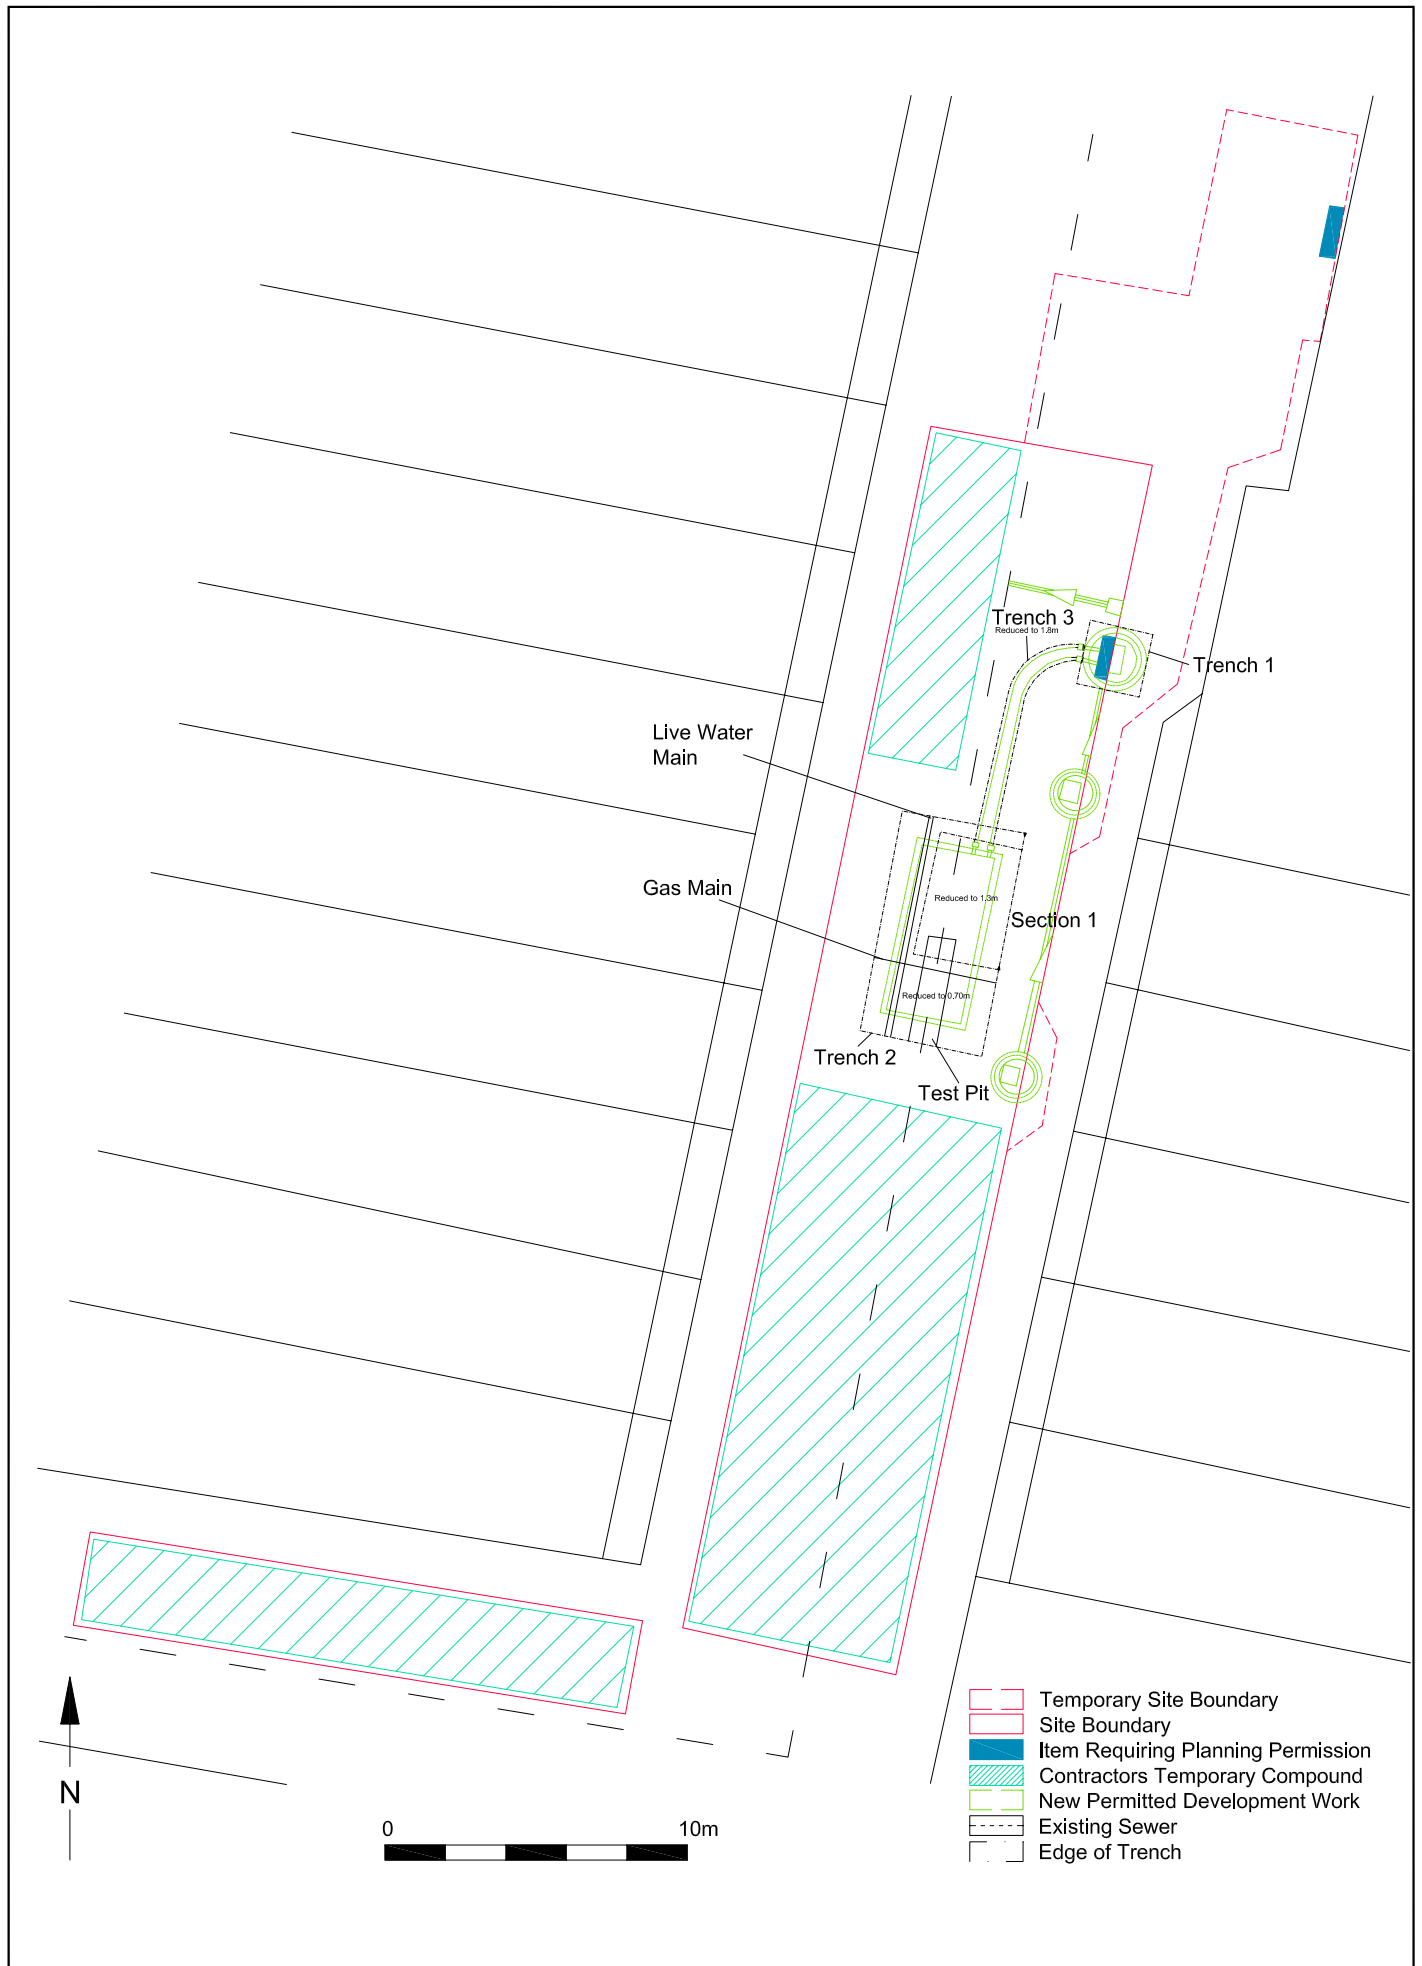 Trench 3
Reduced to 1.8m
Trench 1
Live Water
Main
Gas Main
Reduced to 1.3m
Section 1
Reduced to 0.70m
Trench 2
Test Pit
Temporary Site Boundary
Site Boundary
Item Requiring Planning Permission
Contractors Temporary Compound
New Permitted Development Work
Existing Sewer
Edge of Trench
N
0 10m